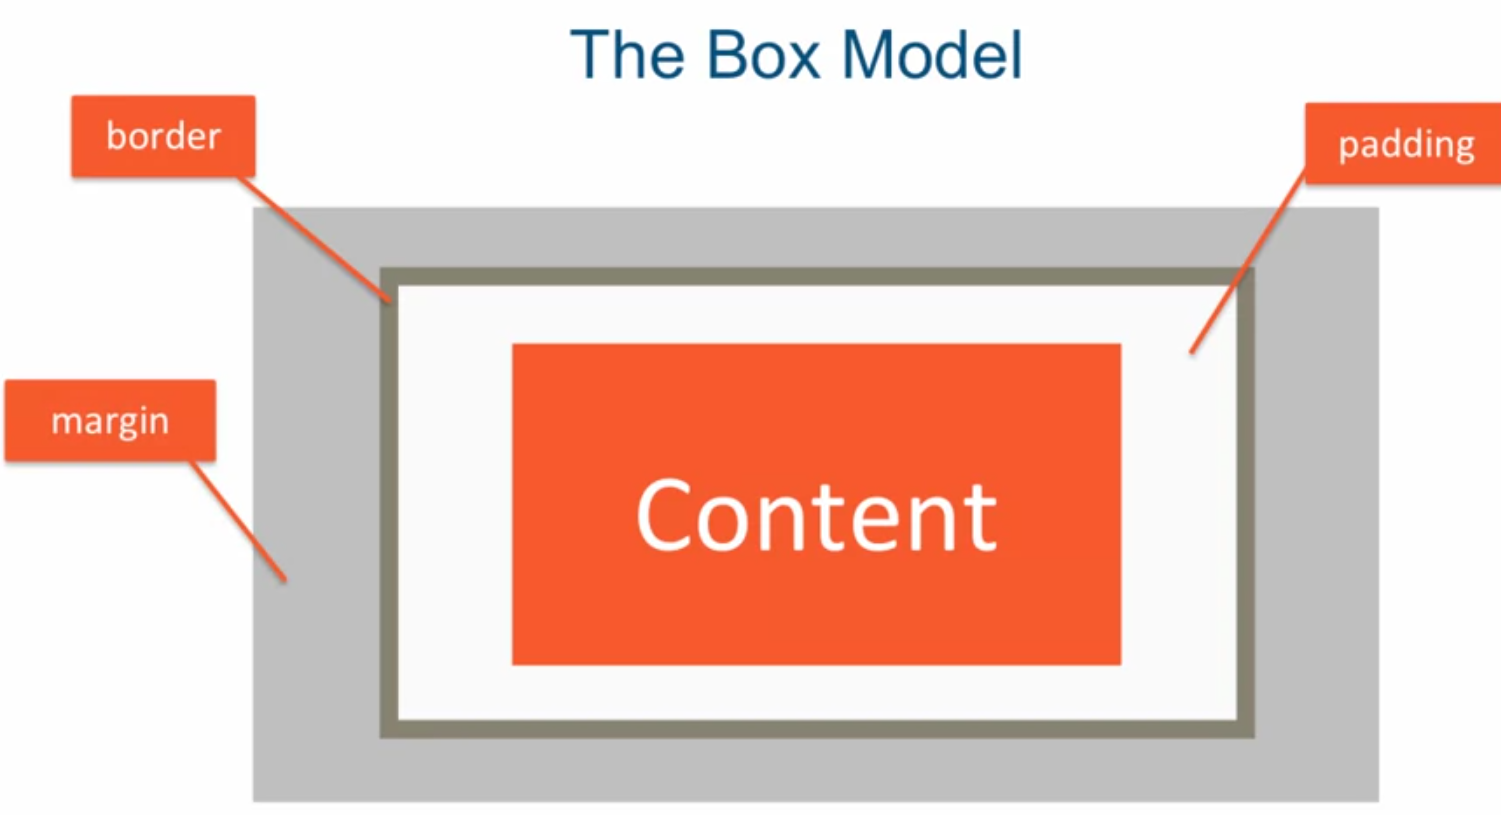 The Box Model
border
padding
margin
Content